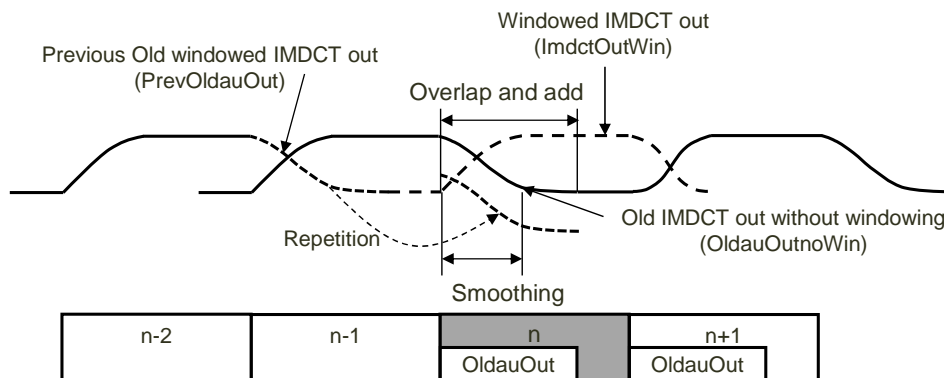 Windowed IMDCT out
(ImdctOutWin)
Previous Old windowed IMDCT out
(PrevOldauOut)
Overlap and add
Repetition
Old IMDCT out without windowing
(OldauOutnoWin)
Smoothing
n-2
n-1
n
n+1
OldauOut
OldauOut